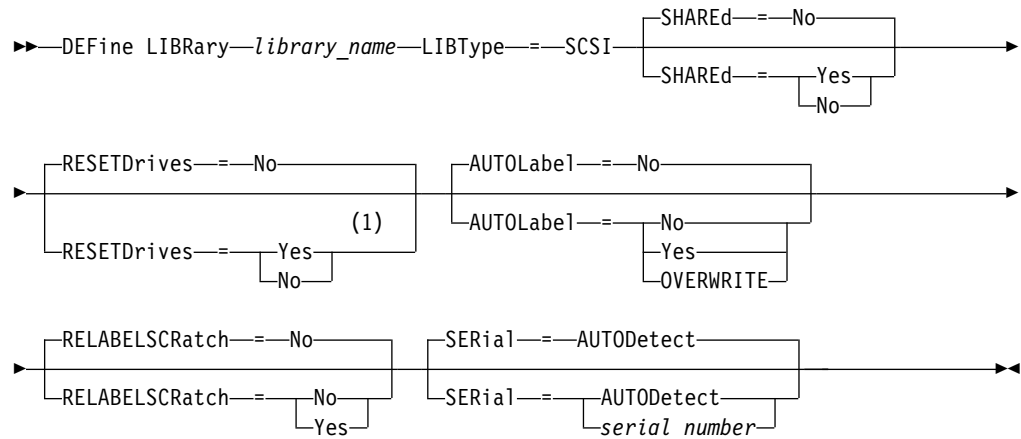 SHAREd = No
DEFine LIBRary library_name LIBType = SCSI
SHAREd = Yes
No
RESETDrives = No
AUTOLabel = No
(1)
RESETDrives = Yes
No
AUTOLabel = No
Yes
OVERWRITE
RELABELSCRatch = No
SERial = AUTODetect
RELABELSCRatch = No
Yes
SERial = AUTODetect
serial number